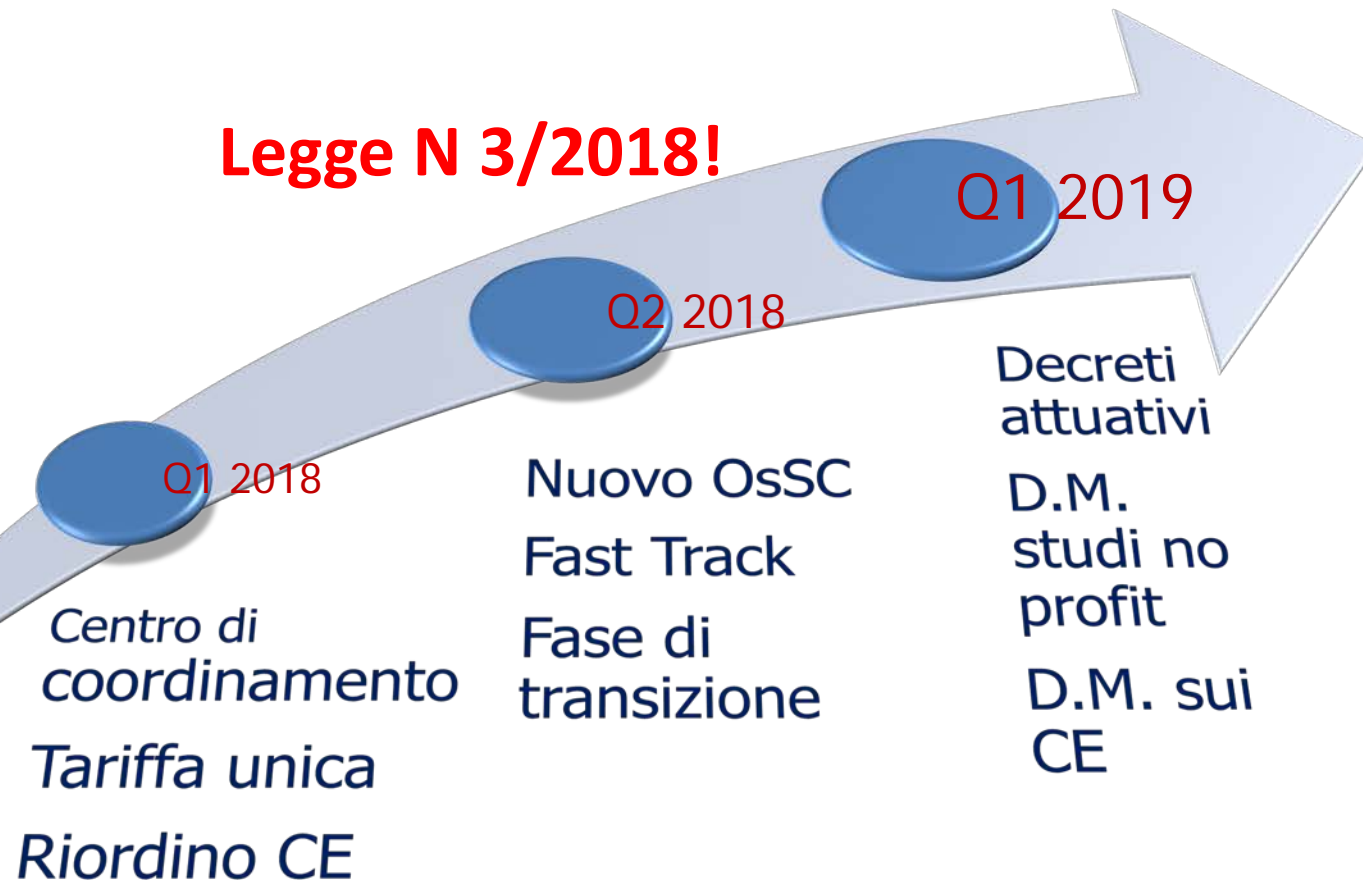 Legge N 3/2018!
Q1 2018
Centro di
coordinamento
Tariffa unica
Riordino CE
Q2 2018
Nuovo OsSC
Fast Track
Fase di
transizione
Q1 2019
Decreti
attuativi
D.M.
studi no
profit
D.M. sui
CE